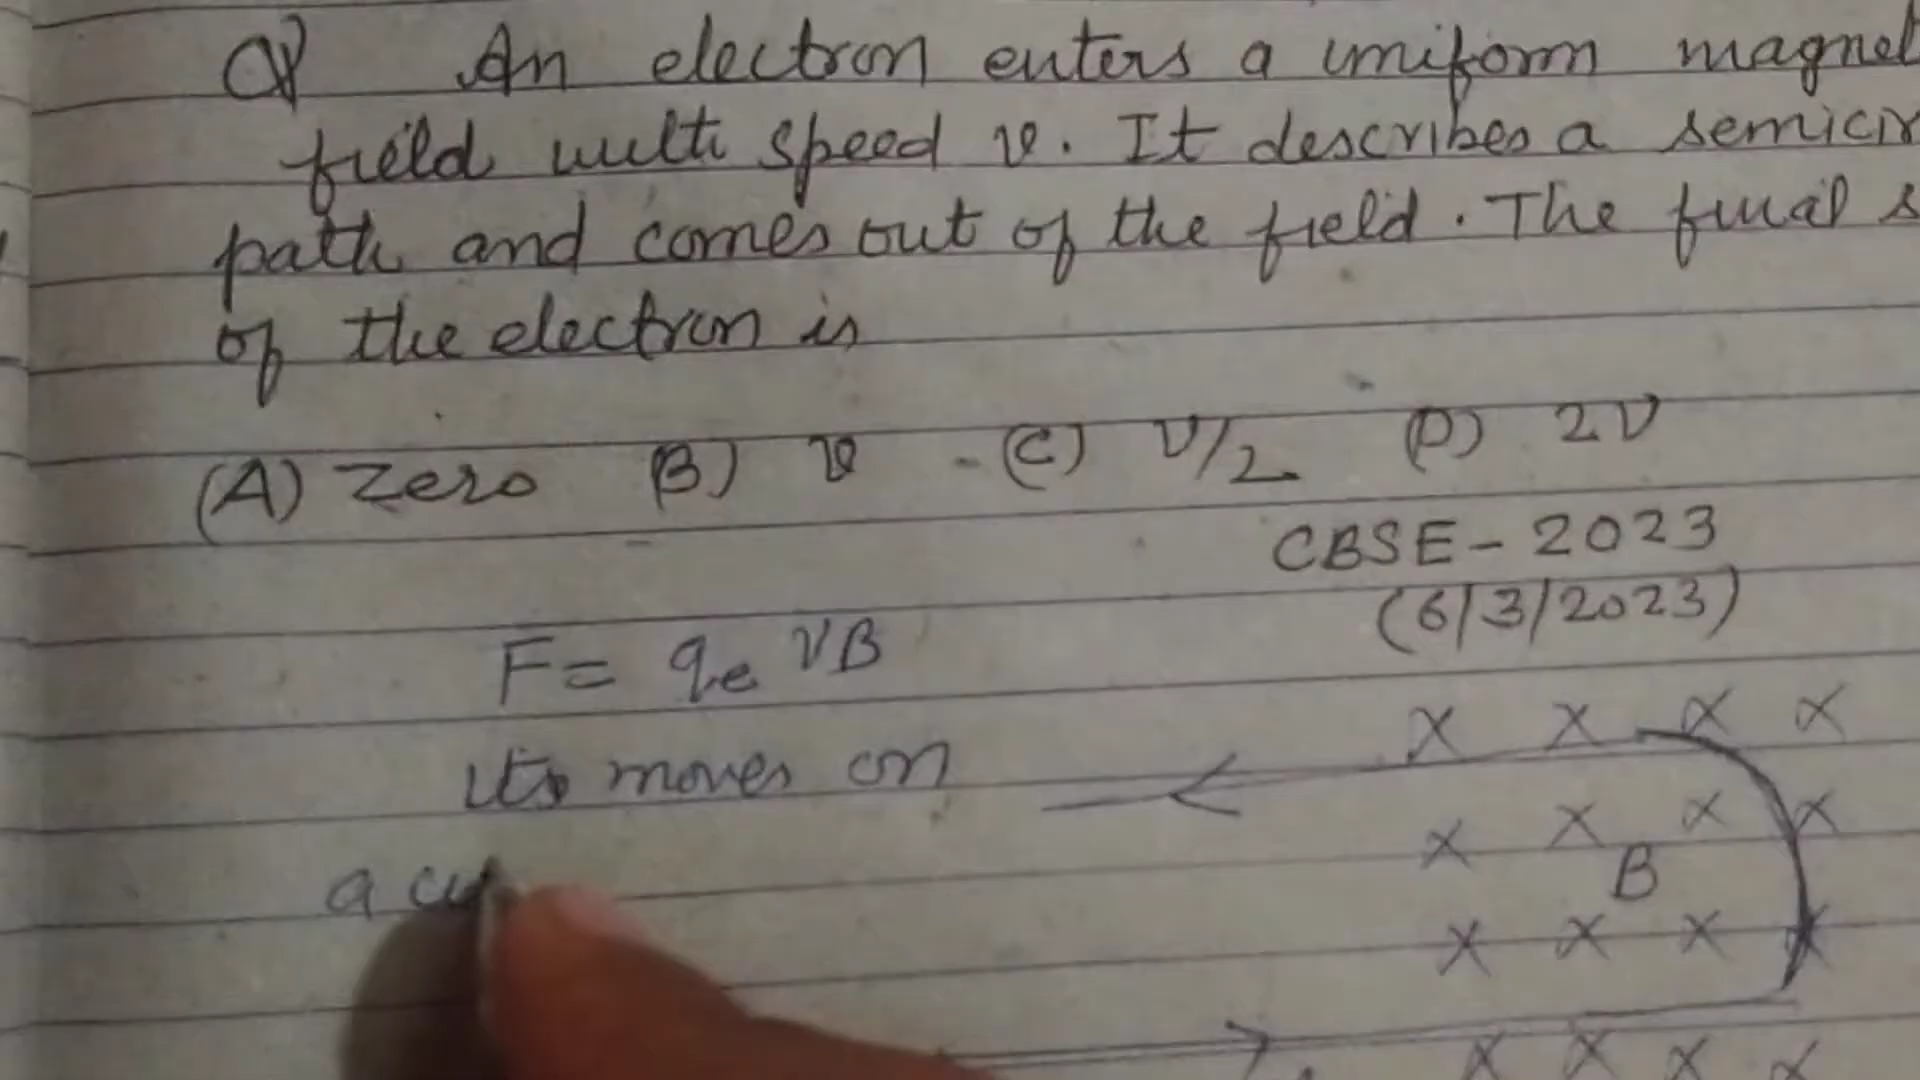 Q An electron enters a uniform magnet
field with speed v. It describes a semicir
path and comes out of the field. The final s
of the electron is
(A) Zero (B) v (C) v/2 (D) 2v
CBSE - 2023
(6/3/2023)
F = qe vB
its moves on
a cu
x x x x
x x x x
B
x x x x
x x x x